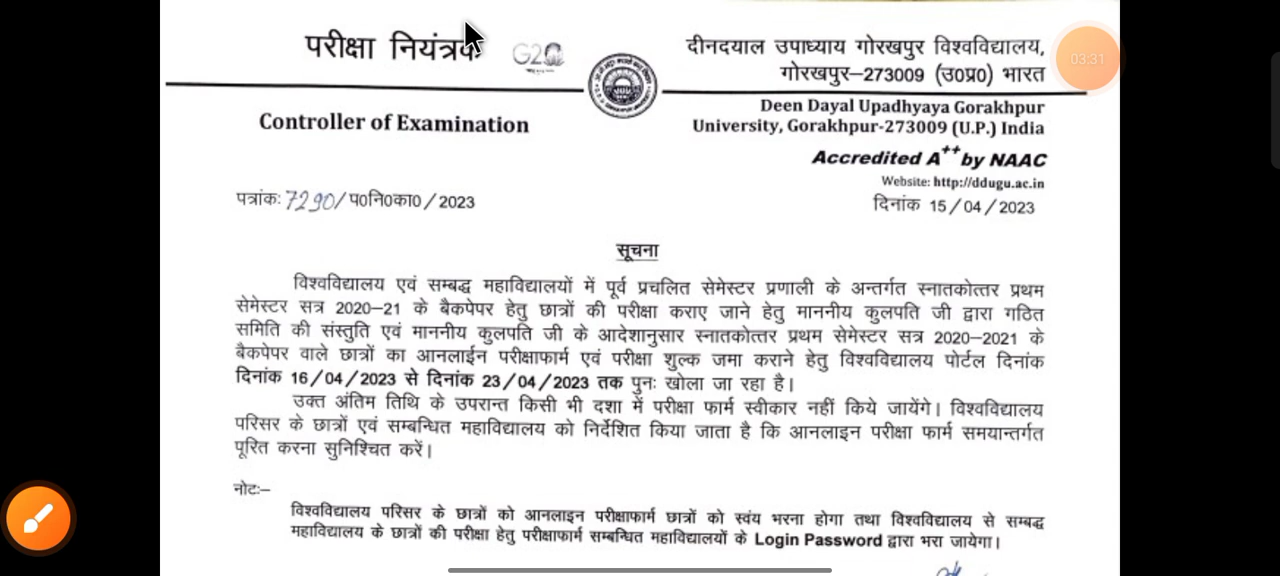 परीक्षा नियंत्रक
G20
दीनदयाल उपाध्याय गोरखपुर विश्वविद्यालय,
गोरखपुर–273009 (उ0प्र0) भारत
03:31
Controller of Examination
Deen Dayal Upadhyaya Gorakhpur
University, Gorakhpur-273009 (U.P.) India
Accredited A++ by NAAC
Website: http://ddugu.ac.in
पत्रांकः 7290/प0नि0का0/2023
दिनांक 15/04/2023
सूचना
विश्वविद्यालय एवं सम्बद्ध महाविद्यालयों में पूर्व प्रचलित सेमेस्टर प्रणाली के अन्तर्गत स्नातकोत्तर प्रथम
सेमेस्टर सत्र 2020–21 के बैकपेपर हेतु छात्रों की परीक्षा कराए जाने हेतु माननीय कुलपति जी द्वारा गठित
समिति की संस्तुति एवं माननीय कुलपति जी के आदेशानुसार स्नातकोत्तर प्रथम सेमेस्टर सत्र 2020–2021 के
बैकपेपर वाले छात्रों का आनलाईन परीक्षाफार्म एवं परीक्षा शुल्क जमा कराने हेतु विश्वविद्यालय पोर्टल दिनांक
दिनांक 16/04/2023 से दिनांक 23/04/2023 तक पुनः खोला जा रहा है।
उक्त अंतिम तिथि के उपरान्त किसी भी दशा में परीक्षा फार्म स्वीकार नहीं किये जायेंगे। विश्वविद्यालय
परिसर के छात्रों एवं सम्बन्धित महाविद्यालय को निर्देशित किया जाता है कि आनलाइन परीक्षा फार्म समयान्तर्गत
पूरित करना सुनिश्चित करें।
नोटः–
विश्वविद्यालय परिसर के छात्रों को आनलाइन परीक्षाफार्म छात्रों को स्वंय भरना होगा तथा विश्वविद्यालय से सम्बद्ध
महाविद्यालय के छात्रों की परीक्षा हेतु परीक्षाफार्म सम्बन्धित महाविद्यालयों के Login Password द्वारा भरा जायेगा।